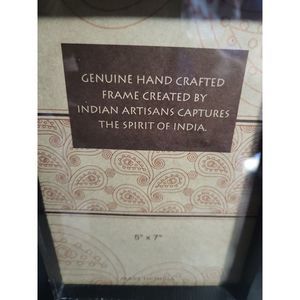 GENUINE HAND CRAFTED
FRAME CREATED BY
INDIAN ARTISANS CAPTURES
THE SPIRIT OF INDIA.
5" x 7"